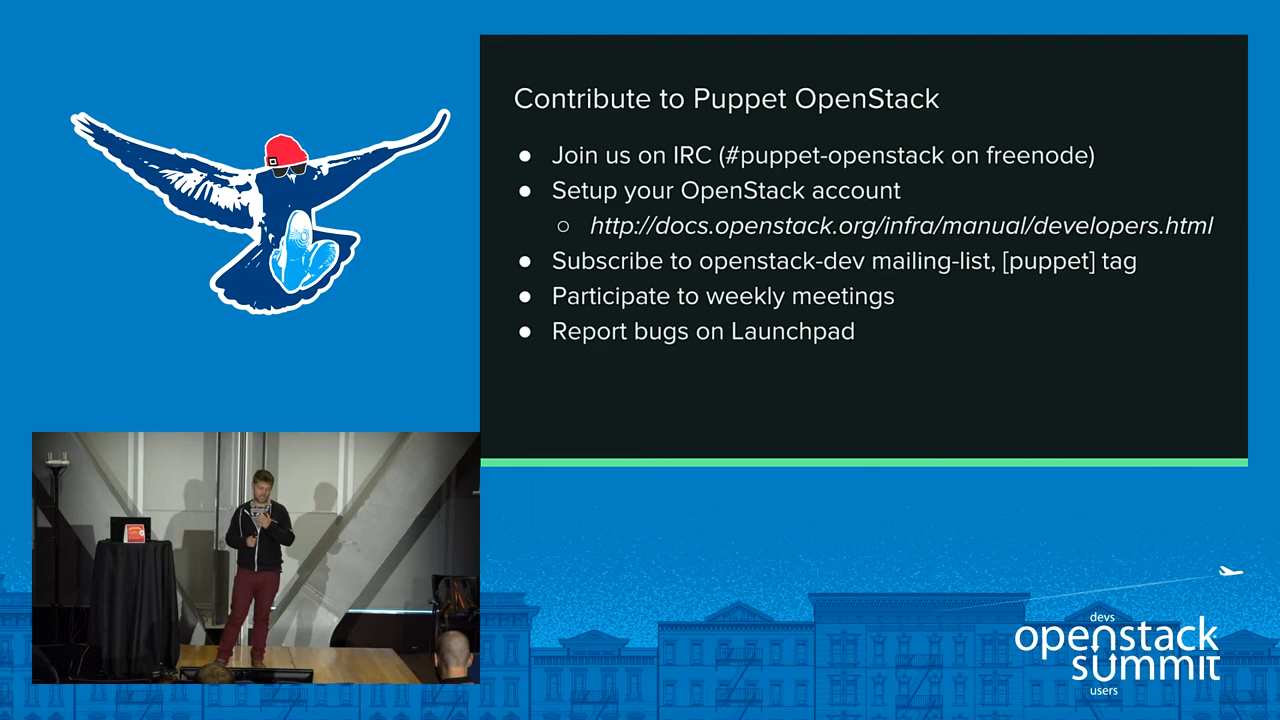 Contribute to Puppet OpenStack
● Join us on IRC (#puppet-openstack on freenode)
● Setup your OpenStack account
○ http://docs.openstack.org/infra/manual/developers.html
● Subscribe to openstack-dev mailing-list, [puppet] tag
● Participate to weekly meetings
● Report bugs on Launchpad
devs
openstack
summit
users